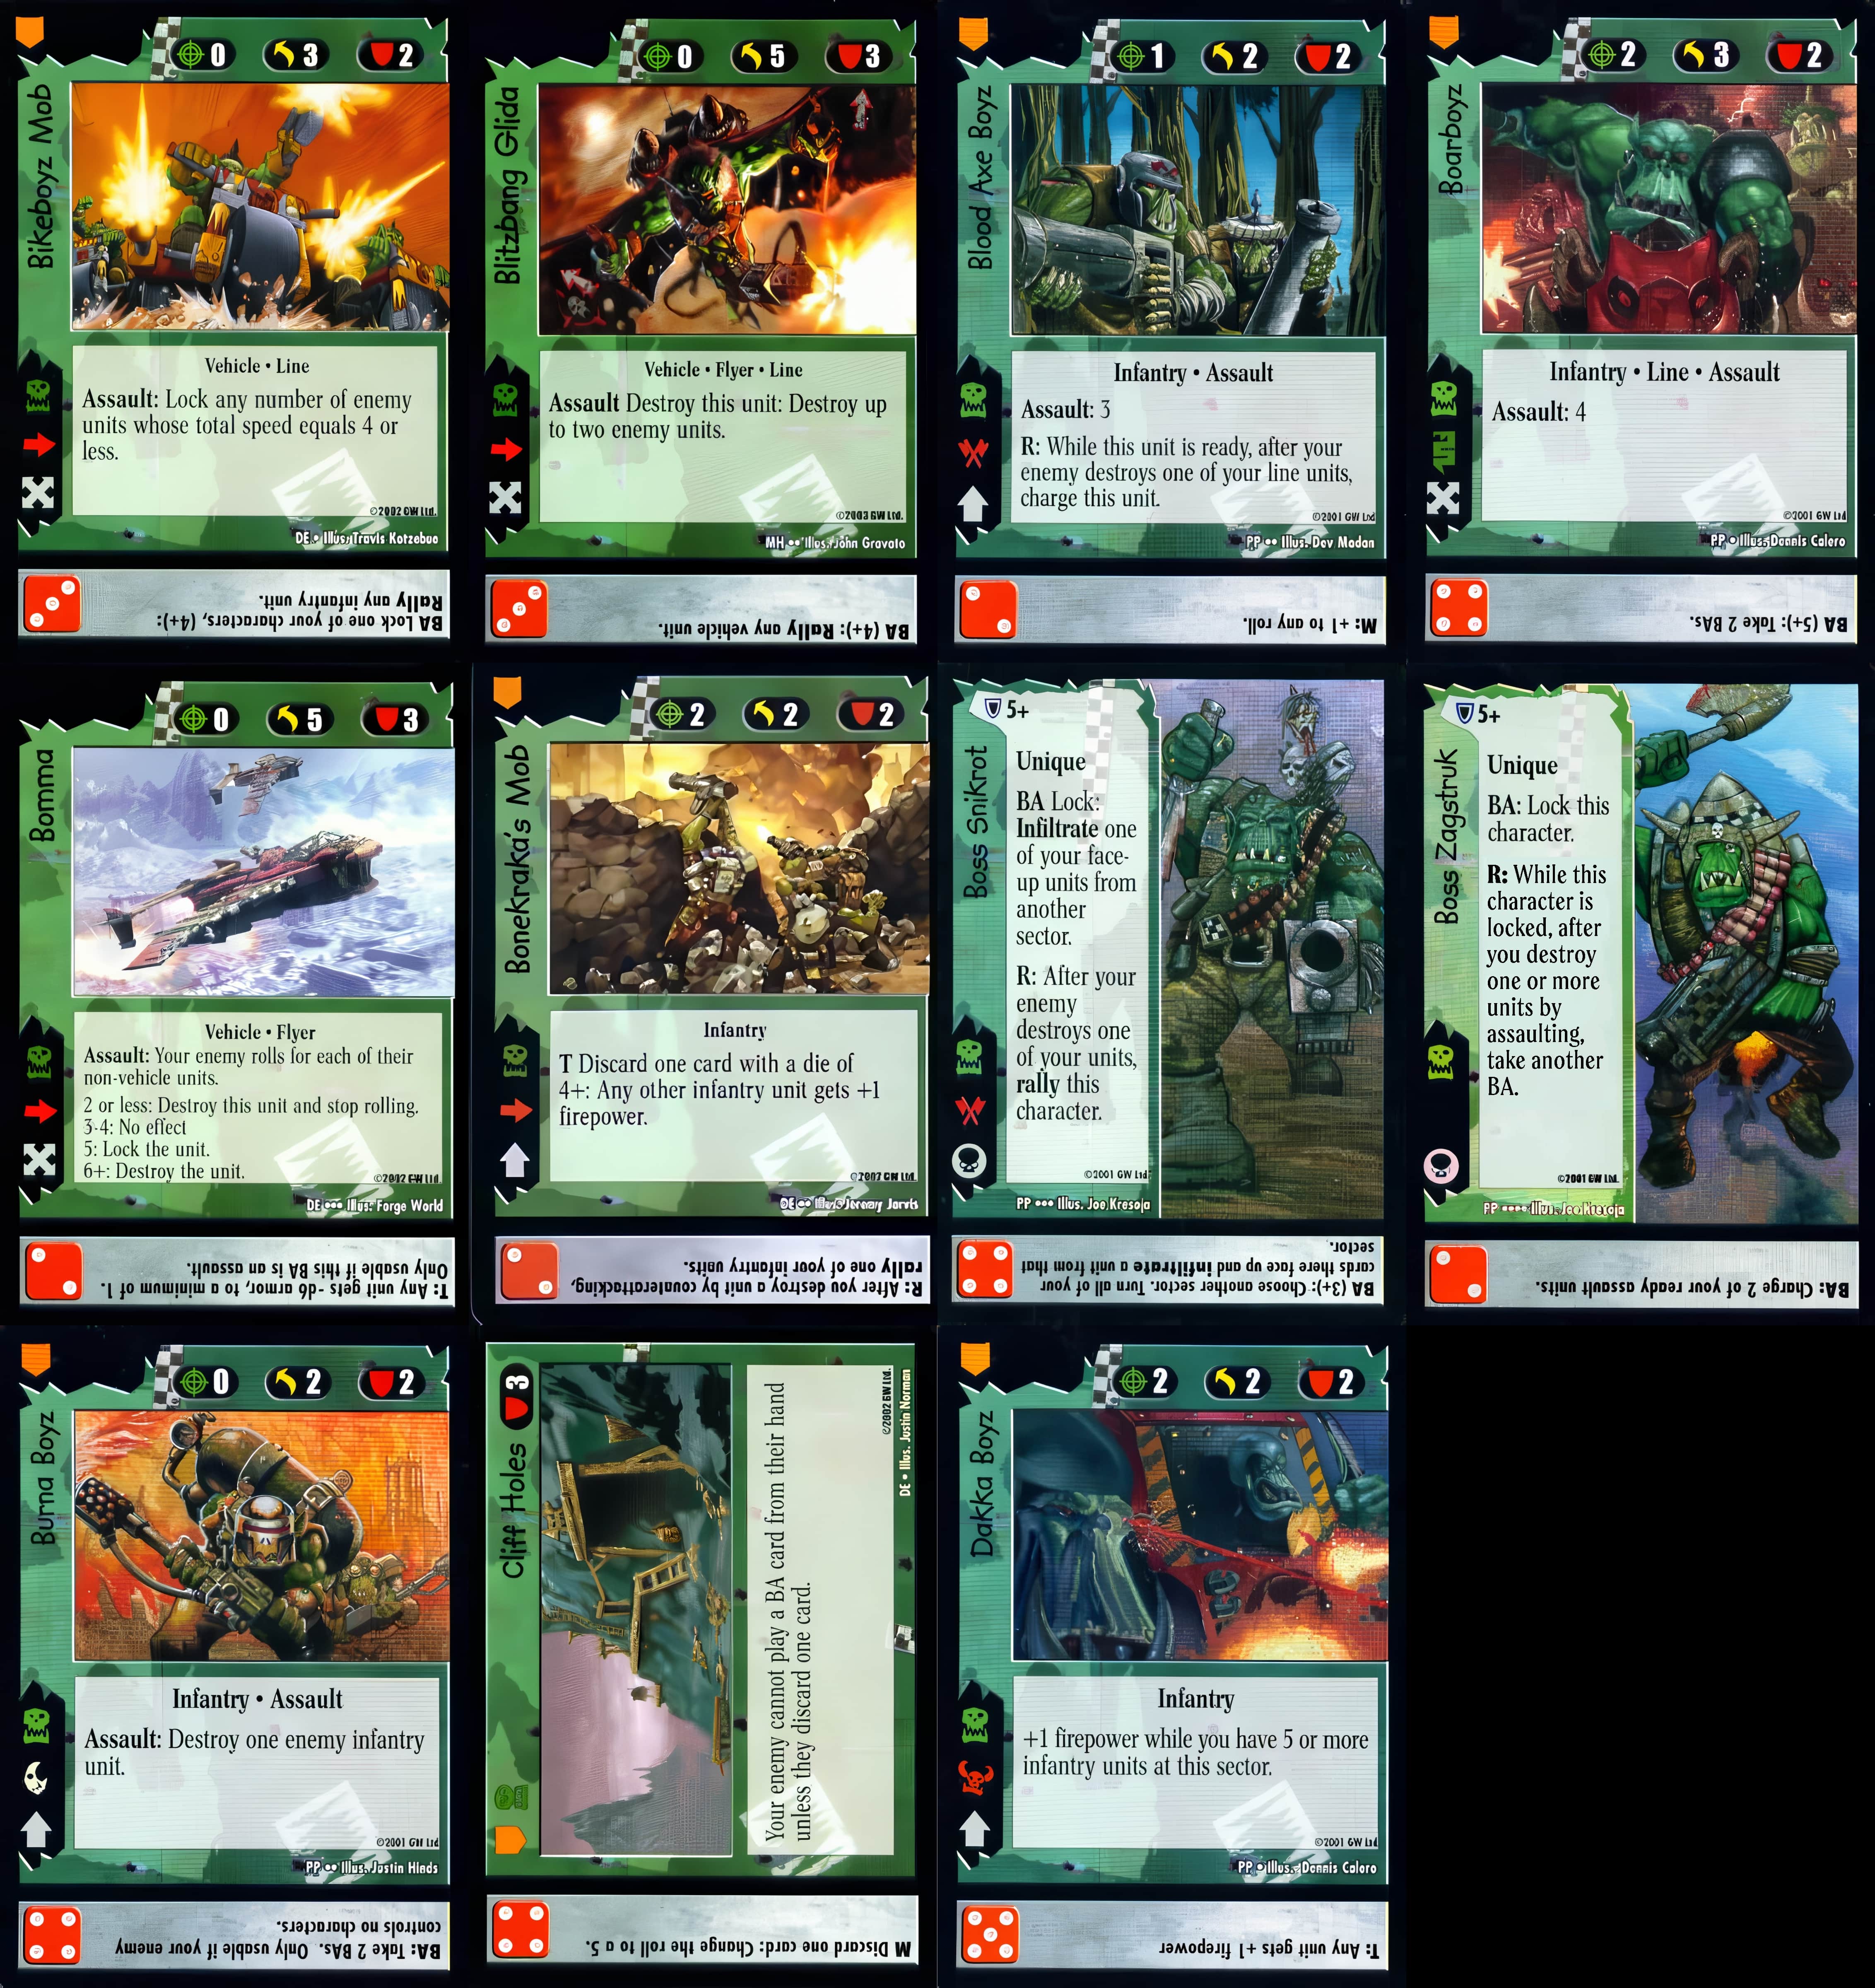 Bikeboyz Mob
0 3 2
Vehicle • Line
Assault: Lock any number of enemy
units whose total speed equals 4 or
less.
©2002 GW Ltd.
DE • Illus. Travis Kotzebue
BA Lock one of your characters, (4+):
Rally any infantry unit.
Blitzbang Glida
0 5 3
Vehicle • Flyer • Line
Assault Destroy this unit: Destroy up
to two enemy units.
©2003 GW Ltd.
MH •• Illus. John Gravato
BA (4+): Rally any vehicle unit.
Blood Axe Boyz
1 2 2
Infantry • Assault
Assault: 3
R: While this unit is ready, after your
enemy destroys one of your line units,
charge this unit.
©2001 GW Ltd
PP •• Illus. Dev Madan
M: +1 to any roll.
Boarboyz
2 3 2
Infantry • Line • Assault
Assault: 4
©2001 GW Ltd
PP • Illus. Dennis Calero
BA (5+): Take 2 BAs.
Bomma
0 5 3
Vehicle • Flyer
Assault: Your enemy rolls for each of their
non-vehicle units.
2 or less: Destroy this unit and stop rolling.
3-4: No effect
5: Lock the unit.
6+: Destroy the unit.
©2002 GW Ltd.
DE ••• Illus. Forge World
T: Any unit gets -d6 armor, to a minimum of 1.
Only usable if this BA is an assault.
Bonekraka's Mob
2 2 2
Infantry
T Discard one card with a die of
4+: Any other infantry unit gets +1
firepower.
©2002 GW Ltd.
DE •• Illus. Jeremy Jarvis
R: After you destroy a unit by counterattacking,
rally one of your infantry units.
Boss Snikrot
5+
Unique
BA Lock:
Infiltrate one
of your face-
up units from
another
sector.
R: After your
enemy
destroys one
of your units,
rally this
character.
©2001 GW Ltd
PP ••• Illus. Joe Kresoja
BA (3+): Choose another sector. Turn all of your
cards there face up and infiltrate a unit from that
sector.
Boss Zagstruk
5+
Unique
BA: Lock this
character.
R: While this
character is
locked, after
you destroy
one or more
units by
assaulting,
take another
BA.
©2001 GW Ltd.
PP •••• Illus. Joe Kresoja
BA: Charge 2 of your ready assault units.
Burna Boyz
0 2 2
Infantry • Assault
Assault: Destroy one enemy infantry
unit.
©2001 GW Ltd
PP •• Illus. Justin Hinds
BA: Take 2 BAs. Only usable if your enemy
controls no characters.
Cliff Holes
3
Your enemy cannot play a BA card from their hand
unless they discard one card.
©2002 GW Ltd.
DE • Illus. Justin Norman
M Discard one card: Change the roll to a 5.
Dakka Boyz
2 2 2
Infantry
+1 firepower while you have 5 or more
infantry units at this sector.
©2001 GW Ltd
PP • Illus. Dennis Calero
T: Any unit gets +1 firepower